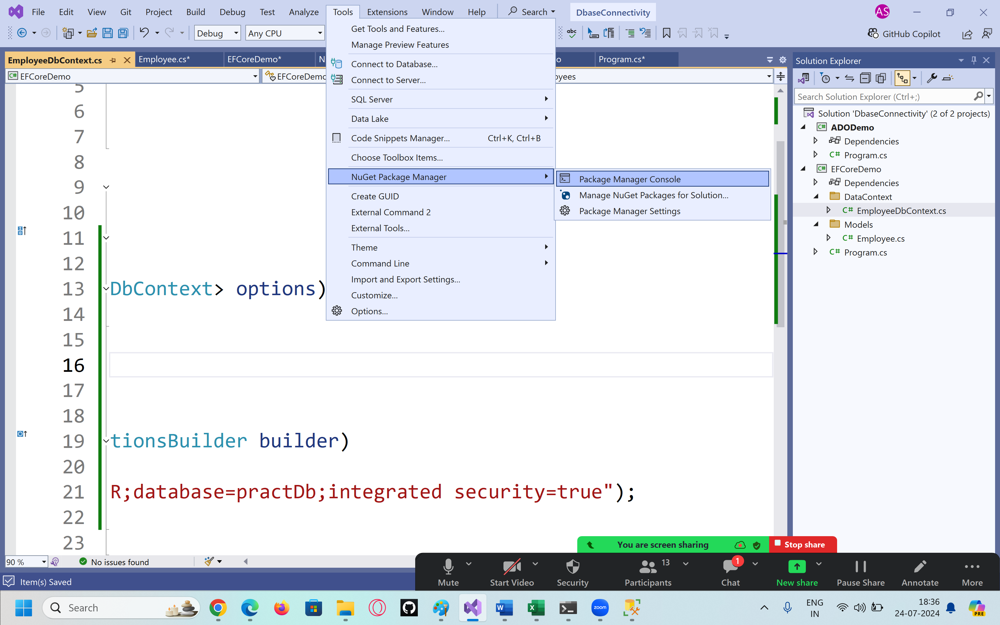 File Edit View Git Project Build Debug Test Analyze Tools Extensions Window Help Search DbaseConnectivity AS
Debug Any CPU abc GitHub Copilot
EmployeeDbContext.cs Employee.cs* EFCoreDemo* N o Program.cs*
C# EFCoreDemo EFCoreDemo yees
Get Tools and Features...
Manage Preview Features
Connect to Database...
Connect to Server...
SQL Server
Data Lake
Code Snippets Manager... Ctrl+K, Ctrl+B
Choose Toolbox Items...
NuGet Package Manager
Create GUID
External Command 2
External Tools...
Theme
Command Line
Import and Export Settings...
Customize...
Options...
Package Manager Console
Manage NuGet Packages for Solution...
Package Manager Settings
5
6
7
8
9
10
11
12
13 DbContext> options)
14
15
16
17
18
19 tionsBuilder builder)
20
21 R;database=practDb;integrated security=true");
22
23
Solution Explorer
Search Solution Explorer (Ctrl+;)
Solution 'DbaseConnectivity' (2 of 2 projects)
C# ADODemo
Dependencies
C# Program.cs
C# EFCoreDemo
Dependencies
DataContext
C# EmployeeDbContext.cs
Models
C# Employee.cs
C# Program.cs
90 % No issues found
Item(s) Saved
You are screen sharing Stop share
13 1
Mute Start Video Security Participants Chat New share Pause Share Annotate More
Search
W X zoom
ENG
IN
18:36
24-07-2024
PRE